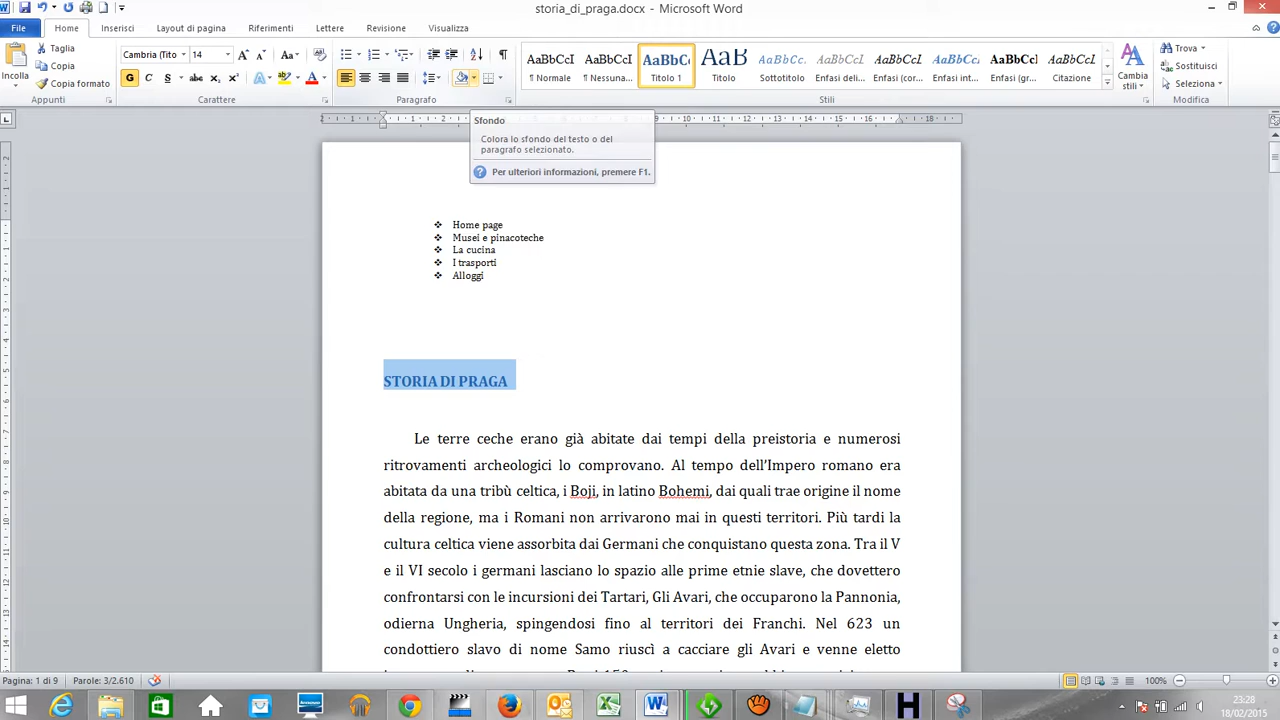 storia_di_praga.docx - Microsoft Word
File Home Inserisci Layout di pagina Riferimenti Lettere Revisione Visualizza
Incolla
Taglia
Copia
Copia formato
Appunti
Cambria (Tito 14
Carattere
Paragrafo
AaBbCcI AaBbCcI AaBbC AaB AaBbCc. AaBbCcI AaBbCcI AaBbCcI AaBbCcI AaBbCcI
¶ Normale ¶ Nessuna... Titolo 1 Titolo Sottotitolo Enfasi deli... Enfasi (cor... Enfasi int... Enfasi (gr... Citazione
Stili
Cambia
stili
Trova
Sostituisci
Seleziona
Modifica
Sfondo
Colora lo sfondo del testo o del
paragrafo selezionato.
Per ulteriori informazioni, premere F1.
❖ Home page
❖ Musei e pinacoteche
❖ La cucina
❖ I trasporti
❖ Alloggi
STORIA DI PRAGA
Le terre ceche erano già abitate dai tempi della preistoria e numerosi
ritrovamenti archeologici lo comprovano. Al tempo dell'Impero romano era
abitata da una tribù celtica, i Boji, in latino Bohemi, dai quali trae origine il nome
della regione, ma i Romani non arrivarono mai in questi territori. Più tardi la
cultura celtica viene assorbita dai Germani che conquistano questa zona. Tra il V
e il VI secolo i germani lasciano lo spazio alle prime etnie slave, che dovettero
confrontarsi con le incursioni dei Tartari, Gli Avari, che occuparono la Pannonia,
odierna Ungheria, spingendosi fino al territori dei Franchi. Nel 623 un
condottiero slavo di nome Samo riuscì a cacciare gli Avari e venne eletto
Pagina: 1 di 9 Parole: 3/2.610 100%
23:28
18/02/2015